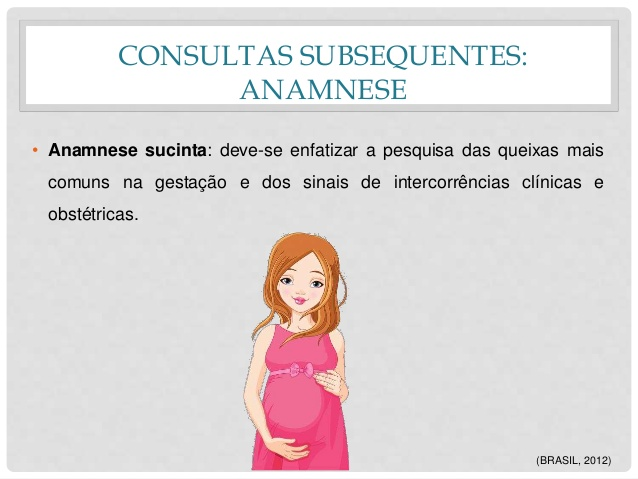 CONSULTAS SUBSEQUENTES:
ANAMNESE
• Anamnese sucinta: deve-se enfatizar a pesquisa das queixas mais
comuns na gestação e dos sinais de intercorrências clínicas e
obstétricas.
(BRASIL, 2012)